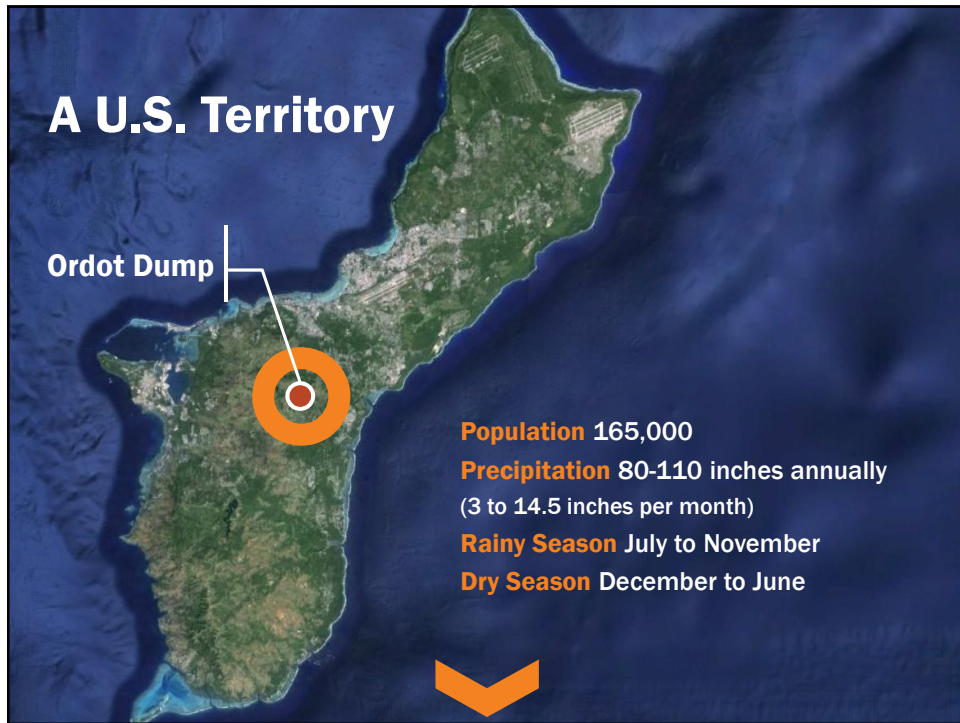 A U.S. Territory
Ordot Dump
Population 165,000
Precipitation 80-110 inches annually
(3 to 14.5 inches per month)
Rainy Season July to November
Dry Season December to June